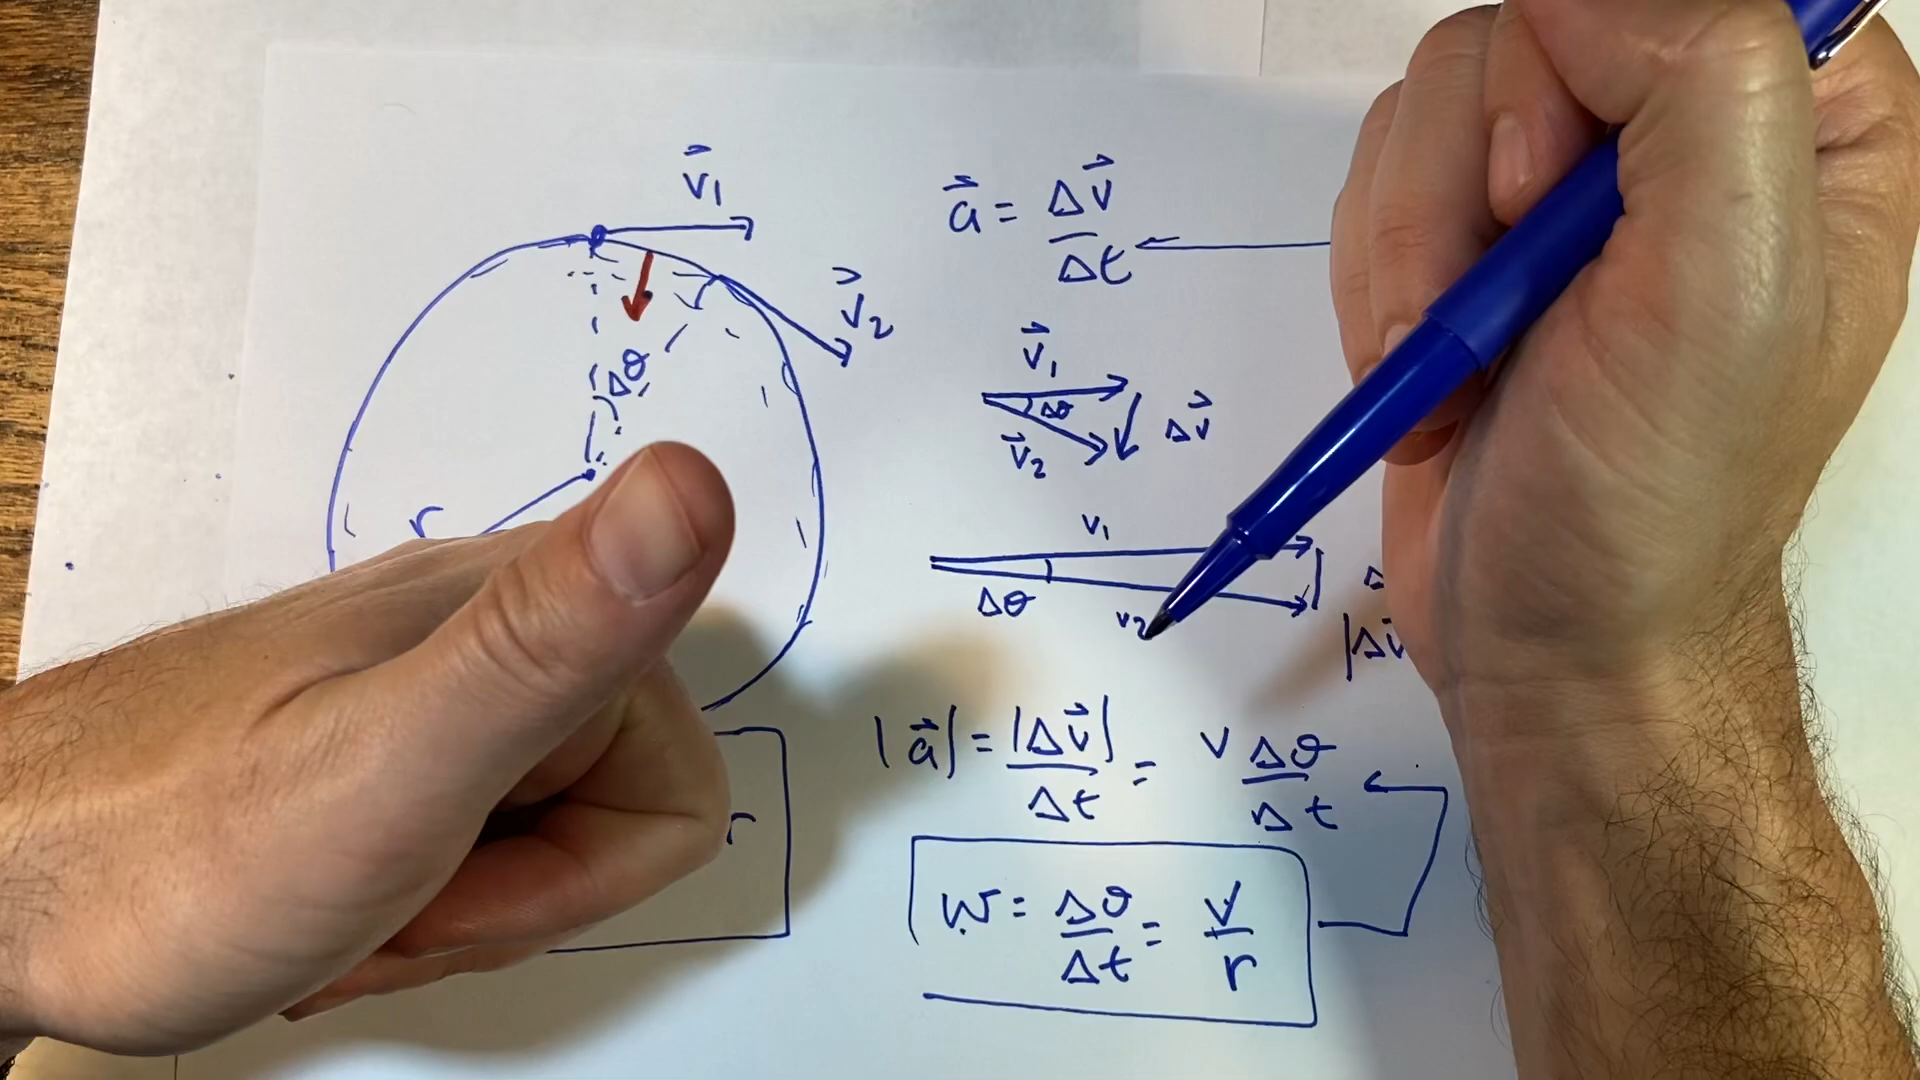 v⃗₁
v⃗₂
Δθ
r
r
a⃗ = Δv⃗/Δt
v⃗₁
Δθ
v⃗₂
Δv⃗
v₁
Δθ
v₂
|a⃗| = |Δv⃗|/Δt = v Δθ/Δt
ω = Δθ/Δt = v/r